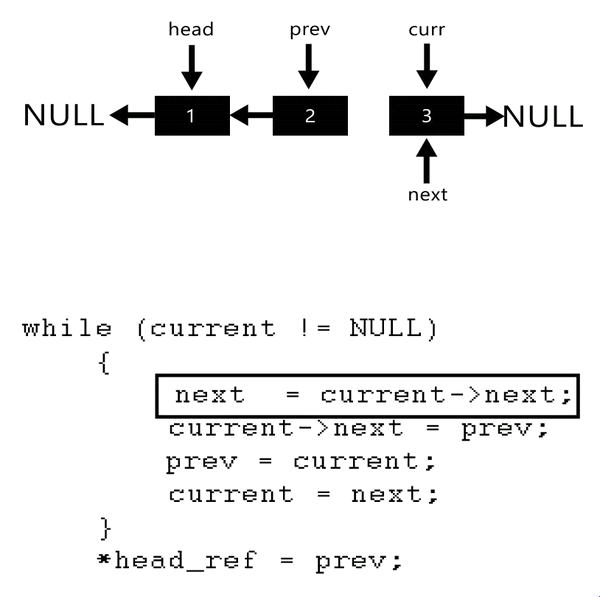 head prev curr
NULL 1 2 3 NULL
next
while (current != NULL)
{
next  = current->next;
current->next = prev;
prev = current;
current = next;
}
*head_ref = prev;